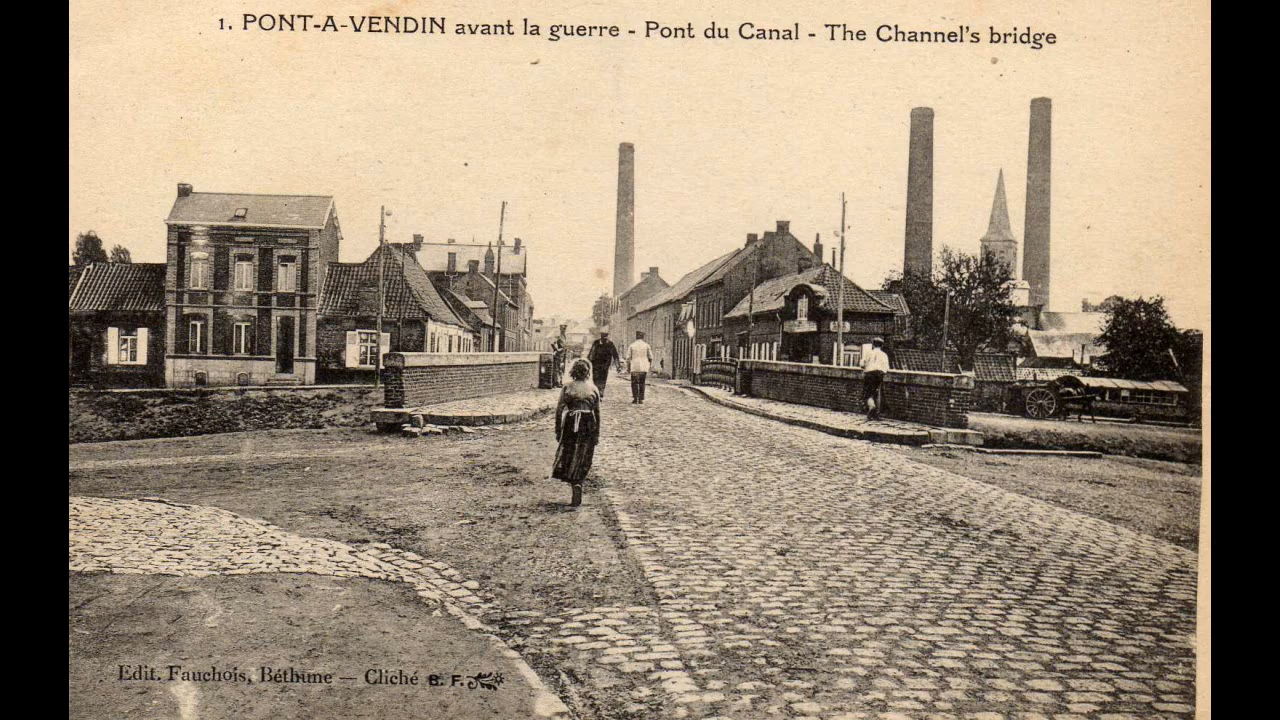 1. PONT-A-VENDIN avant la guerre - Pont du Canal - The Channel's bridge
Edit. Fauchois, Béthune — Cliché B. F.